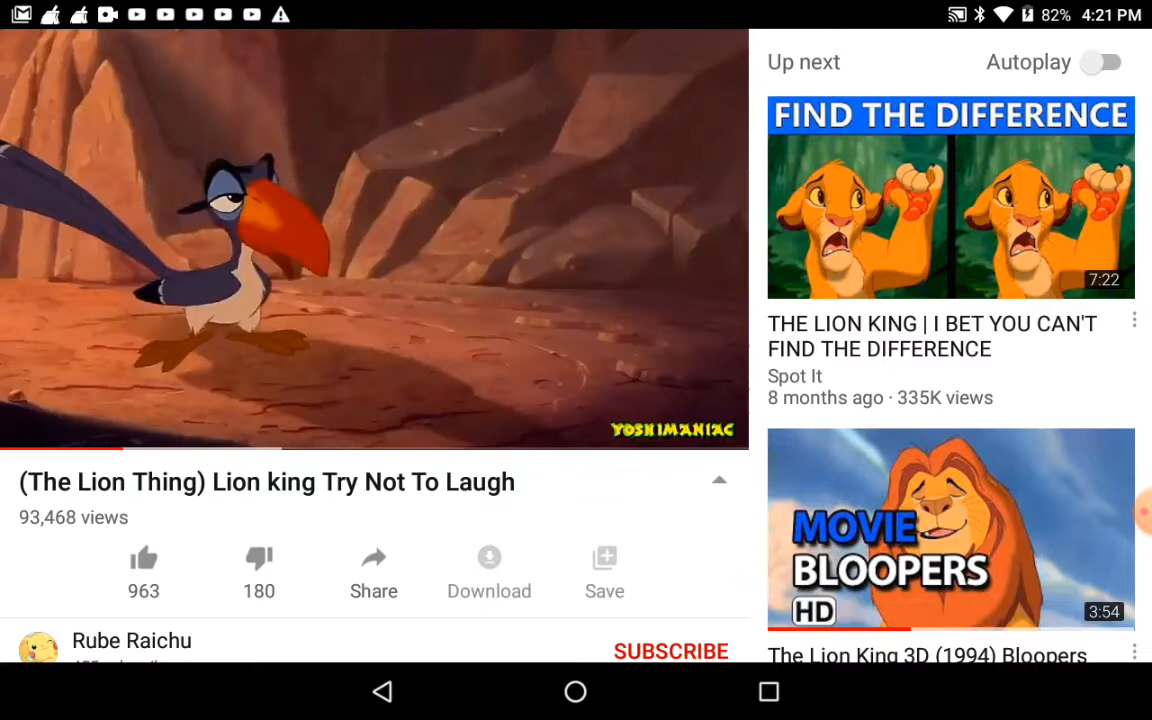 82% 4:21 PM
YOSHIMANIAC
(The Lion Thing) Lion king Try Not To Laugh
93,468 views
963
180
Share
Download
Save
Rube Raichu
SUBSCRIBE
Up next
Autoplay
FIND THE DIFFERENCE
7:22
THE LION KING | I BET YOU CAN'T
FIND THE DIFFERENCE
Spot It
8 months ago · 335K views
MOVIE
BLOOPERS
HD
3:54
The Lion King 3D (1994) Bloopers